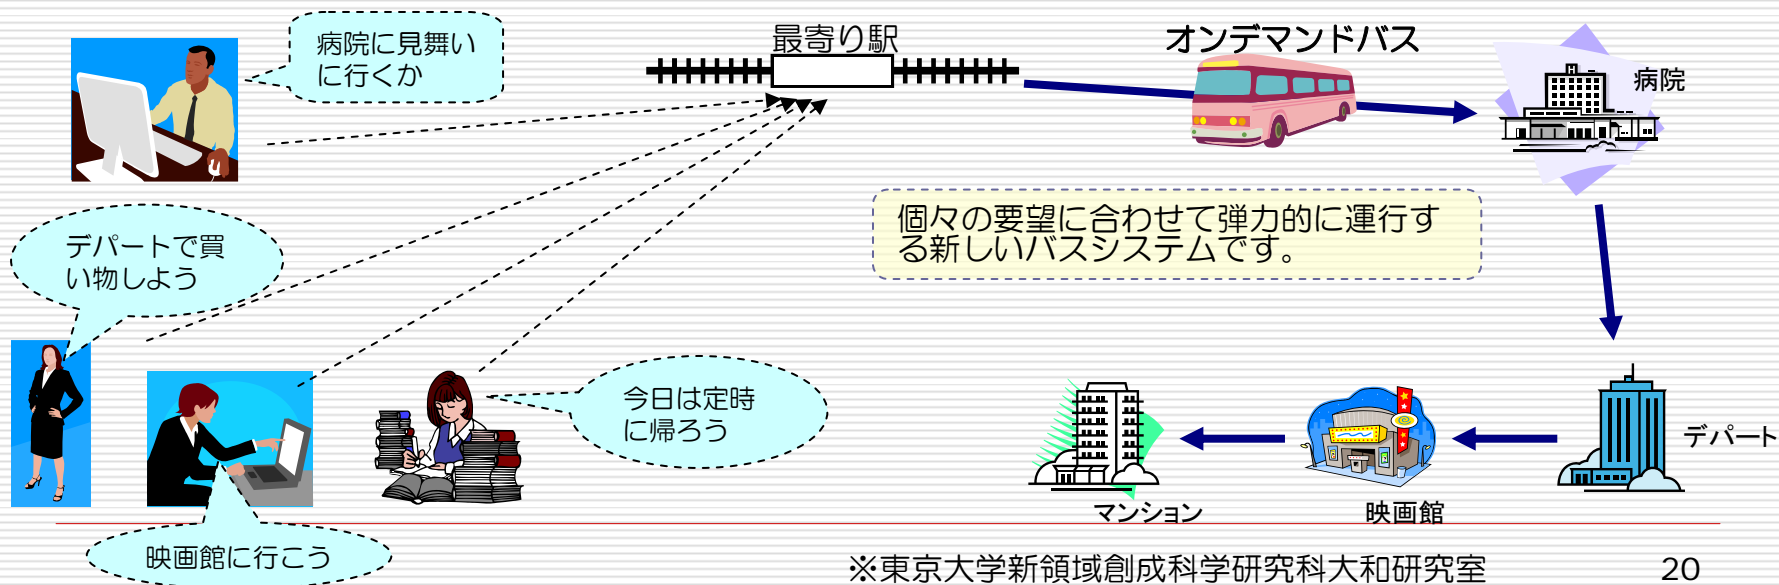 病院に見舞い
に行くか
最寄り駅
オンデマンドバス
病院
デパートで買
い物しよう
個々の要望に合わせて弾力的に運行す
る新しいバスシステムです。
今日は定時
に帰ろう
デパート
マンション
映画館
映画館に行こう
※東京大学新領域創成科学研究科大和研究室
20